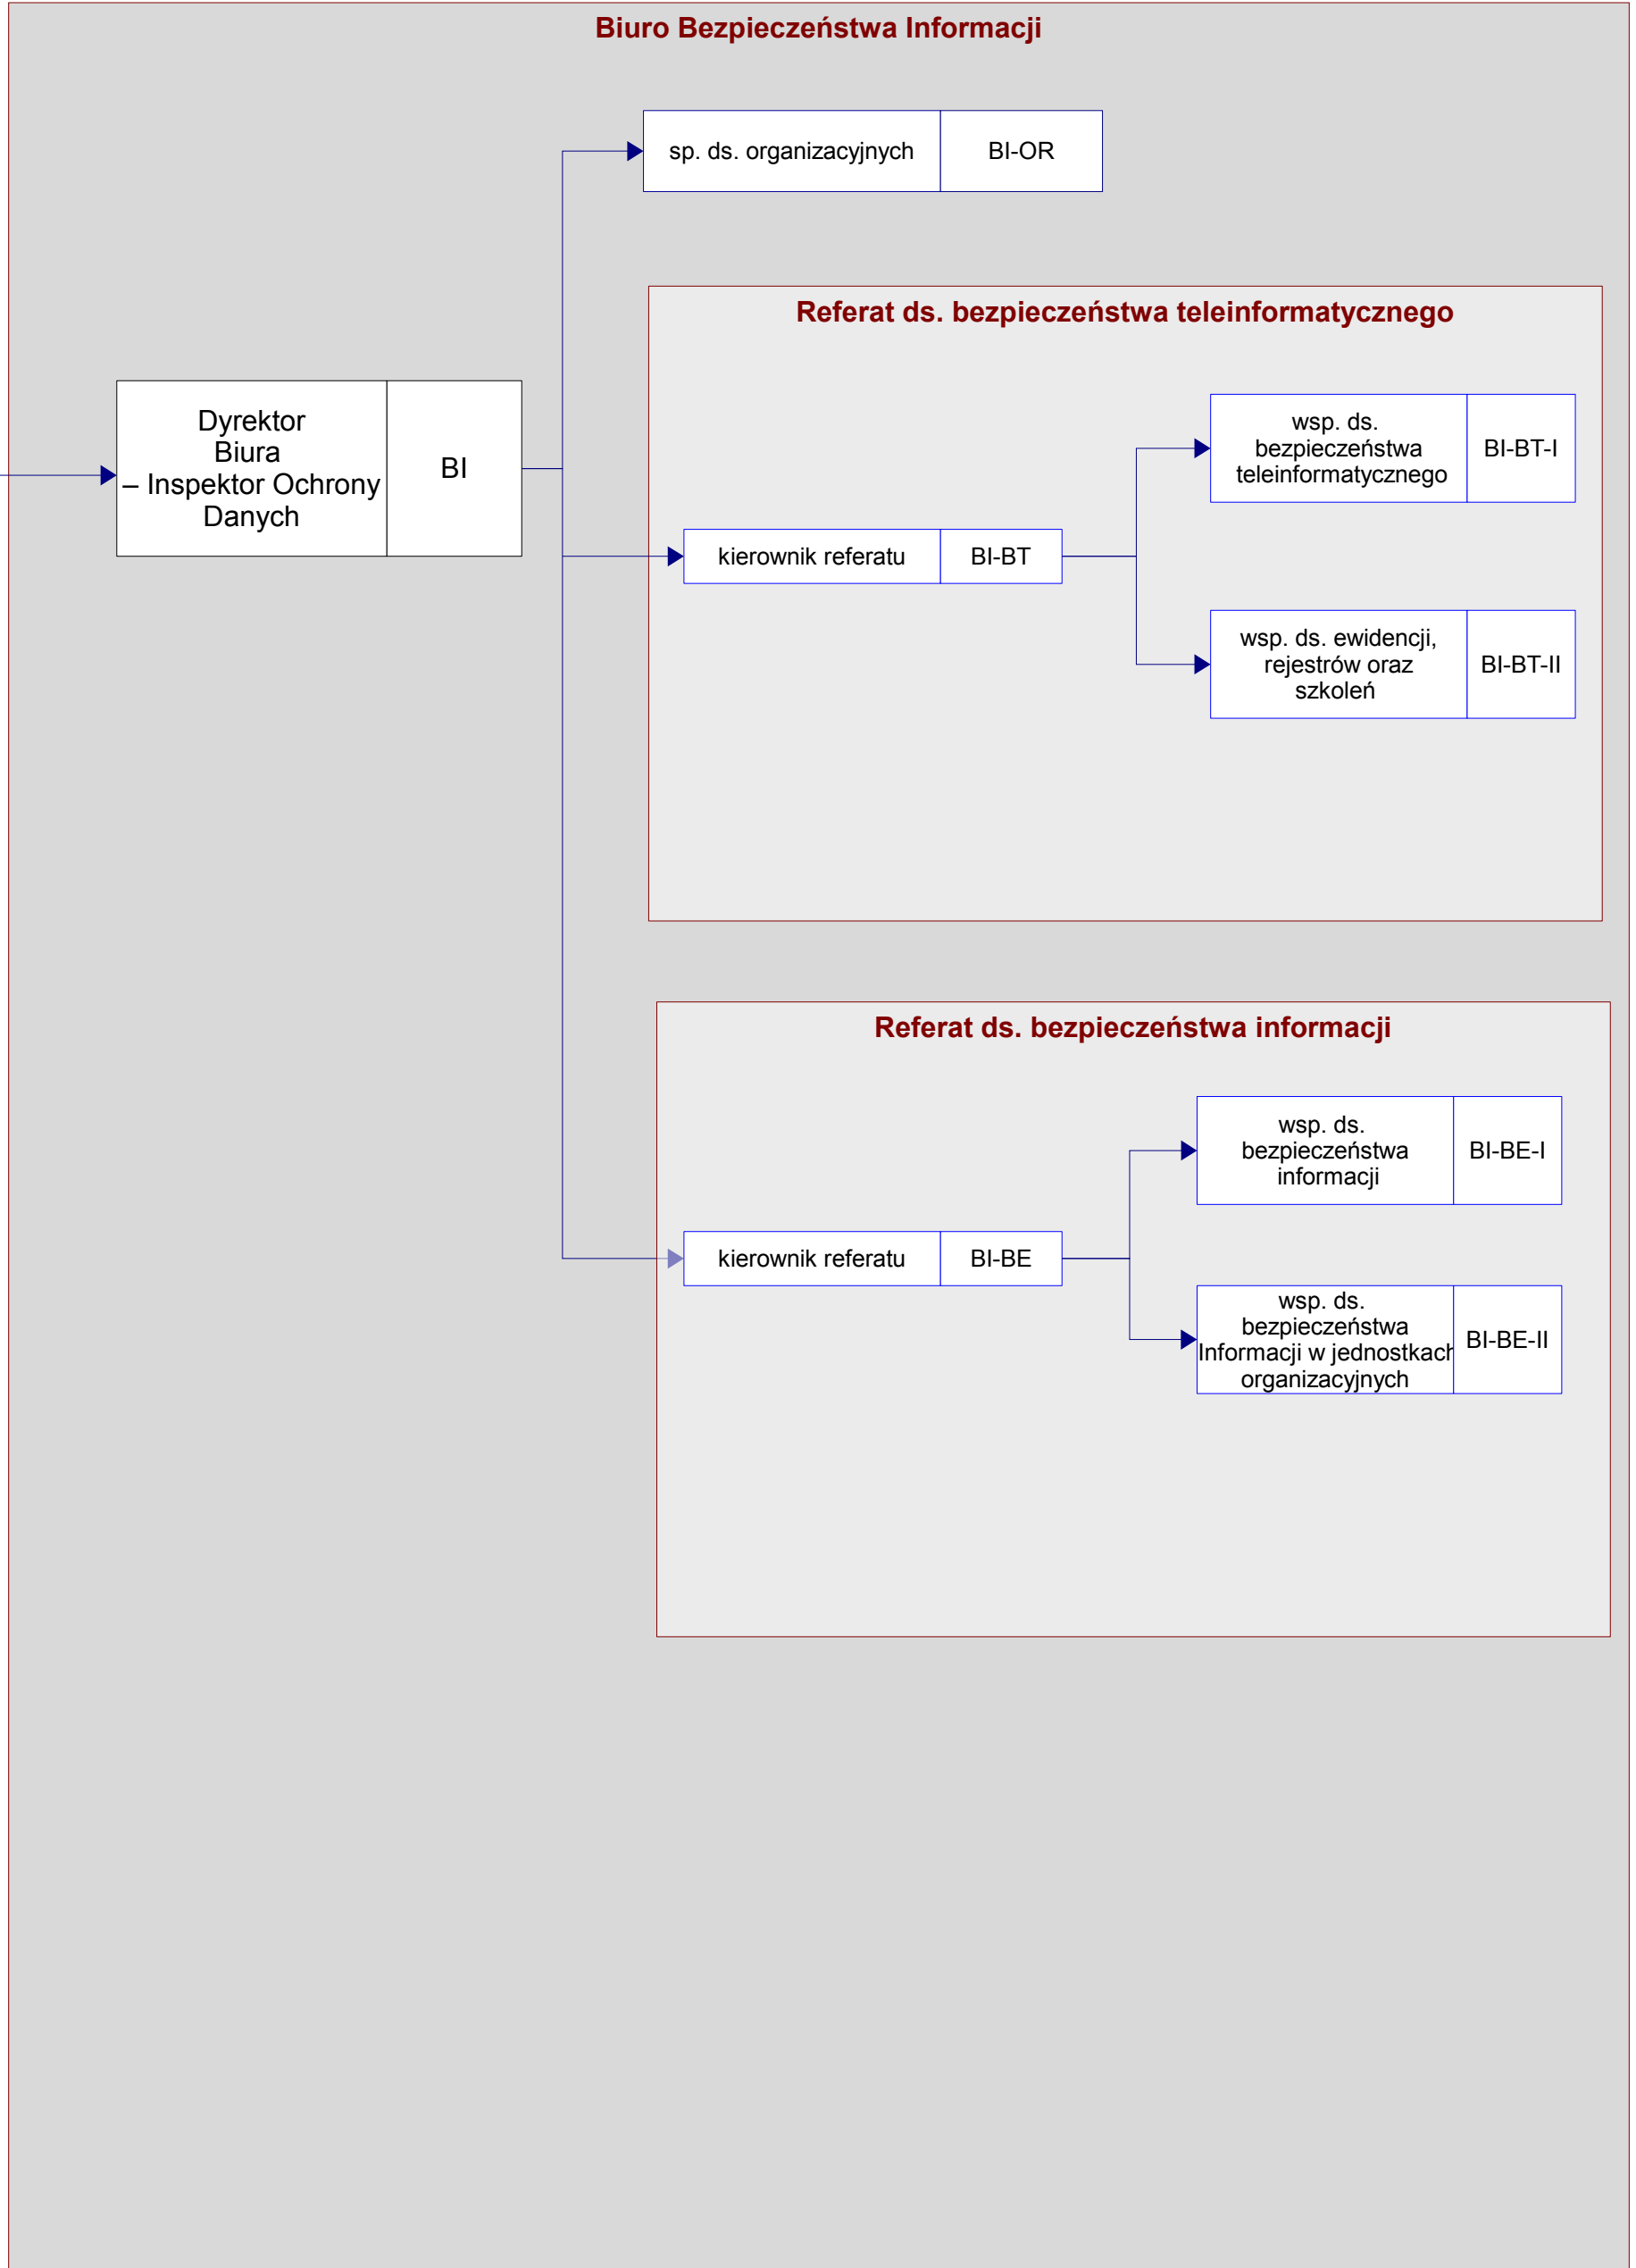 Biuro Bezpieczeństwa Informacji
sp. ds. organizacyjnych
BI-OR
Referat ds. bezpieczeństwa teleinformatycznego
Dyrektor
Biura
– Inspektor Ochrony
Danych
BI
wsp. ds.
bezpieczeństwa
teleinformatycznego
BI-BT-I
kierownik referatu
BI-BT
wsp. ds. ewidencji,
rejestrów oraz
szkoleń
BI-BT-II
Referat ds. bezpieczeństwa informacji
wsp. ds.
bezpieczeństwa
informacji
BI-BE-I
kierownik referatu
BI-BE
wsp. ds.
bezpieczeństwa
Informacji w jednostkach
organizacyjnych
BI-BE-II